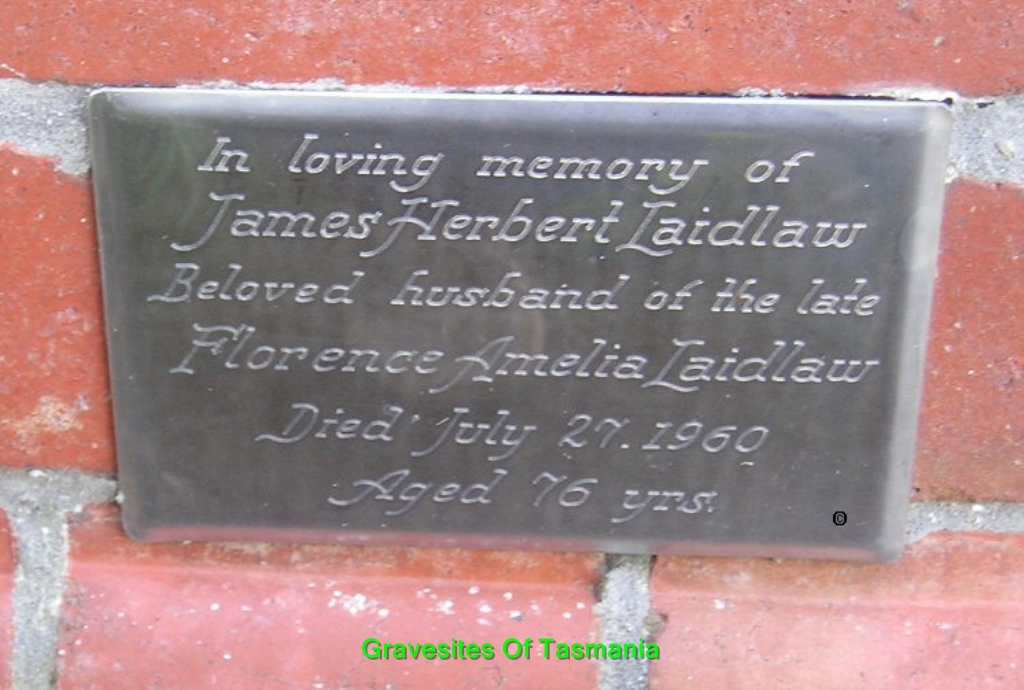 In loving memory of
James Herbert Laidlaw
Beloved husband of the late
Florence Amelia Laidlaw
Died July 27. 1960
Aged 76 yrs.
©
Gravesites Of Tasmania